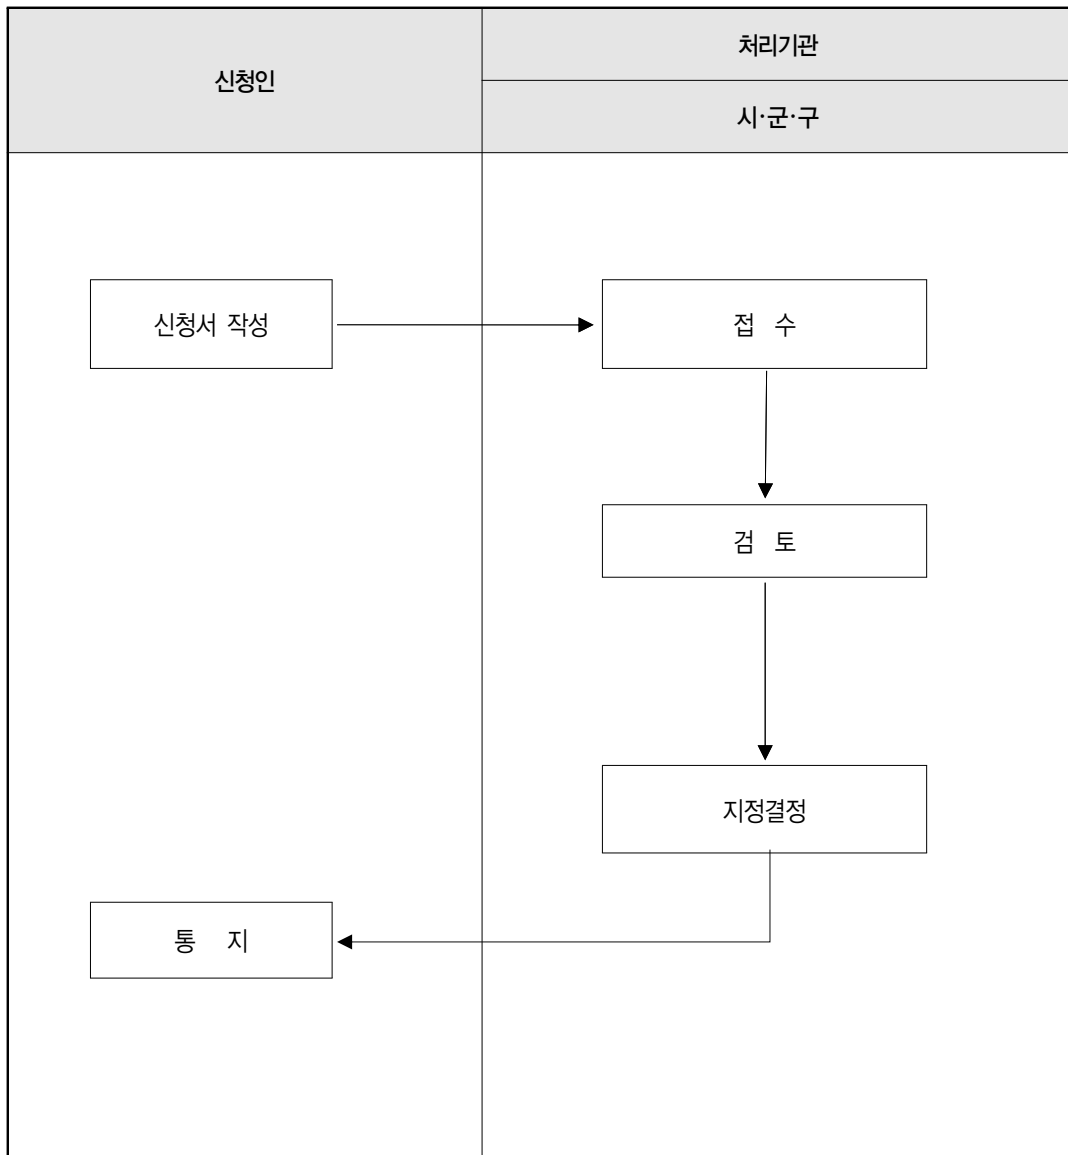 신청인
처리기관
시·군·구
신청서 작성
접 수
검 토
지정결정
통 지